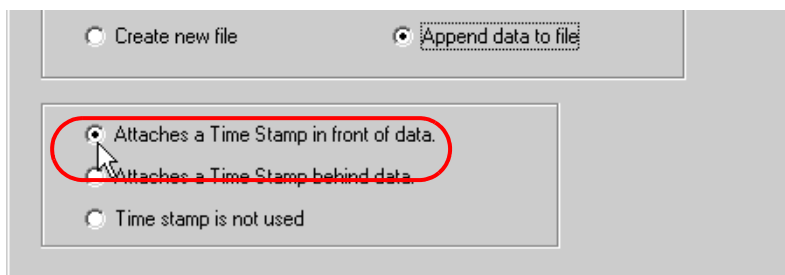 Create new file Append data to file
Attaches a Time Stamp in front of data.
Attaches a Time Stamp behind data.
Time stamp is not used